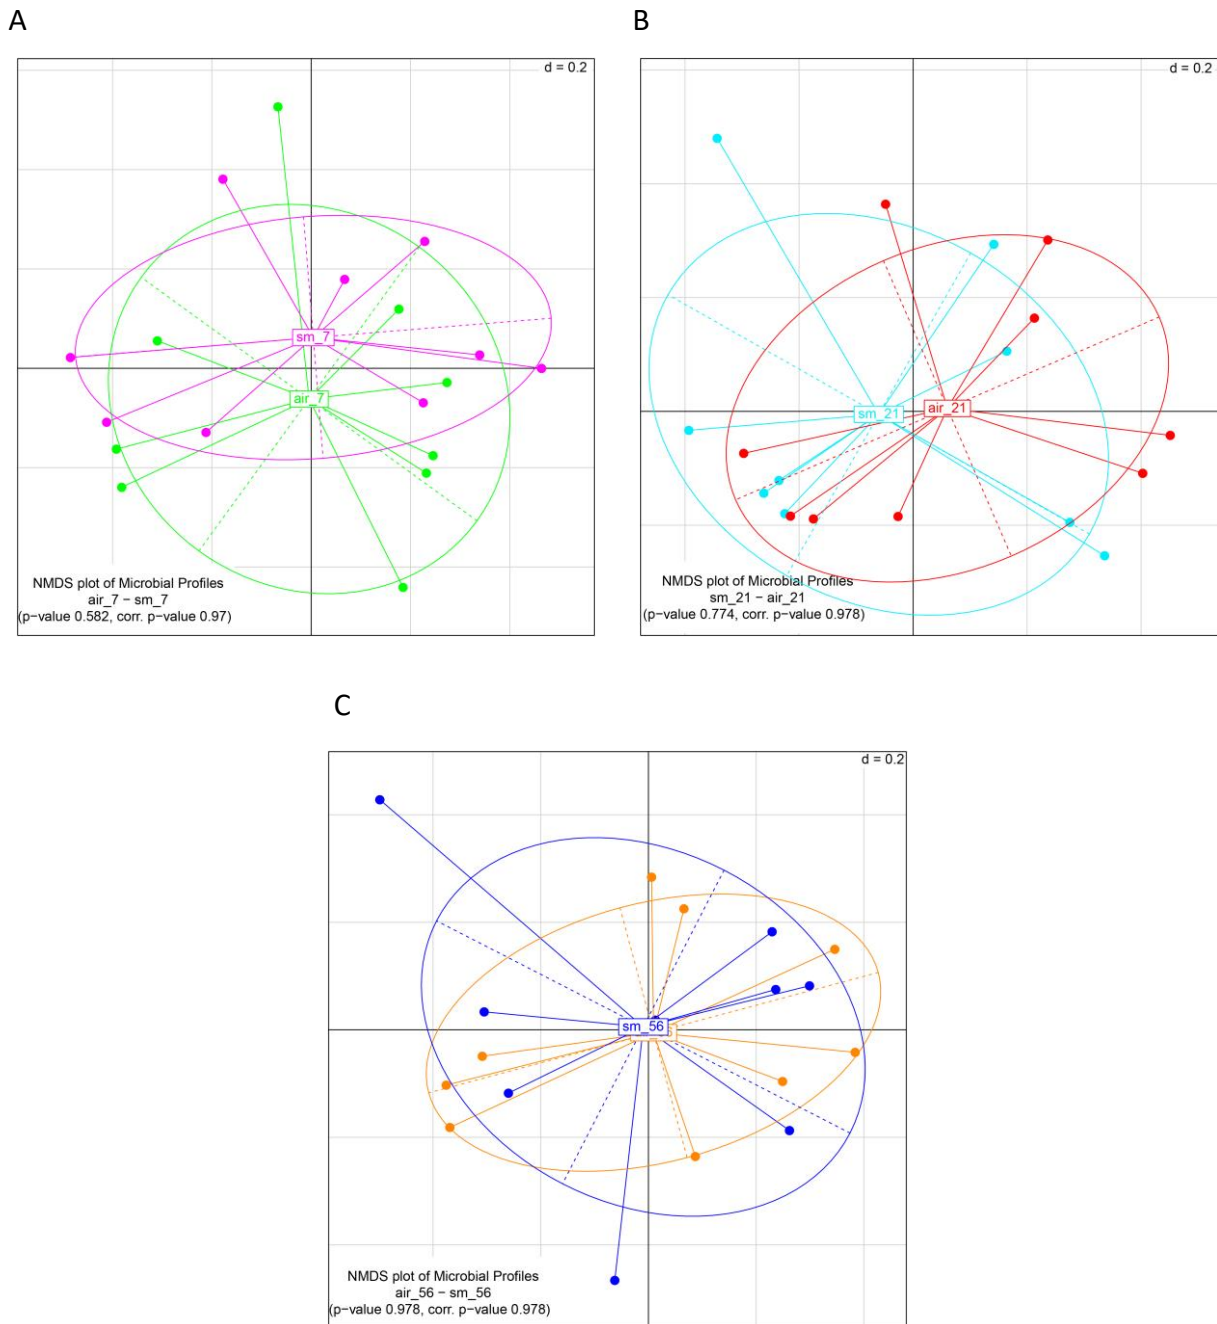 A
B
d = 0.2
d = 0.2
sm_7
air_7
sm_21
air_21
NMDS plot of Microbial Profiles
air_7 − sm_7
(p−value 0.582, corr. p−value 0.97)
NMDS plot of Microbial Profiles
sm_21 − air_21
(p−value 0.774, corr. p−value 0.978)
C
d = 0.2
sm_56
NMDS plot of Microbial Profiles
air_56 − sm_56
(p−value 0.978, corr. p−value 0.978)